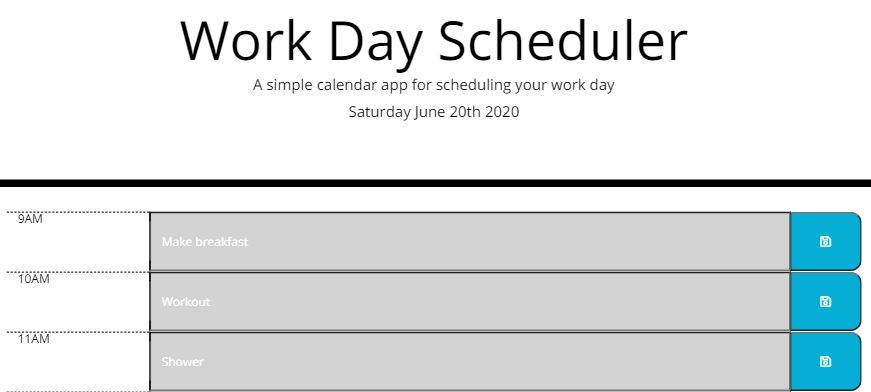 Work Day Scheduler
A simple calendar app for scheduling your work day
Saturday June 20th 2020
9AM
Make breakfast
10AM
Workout
11AM
Shower